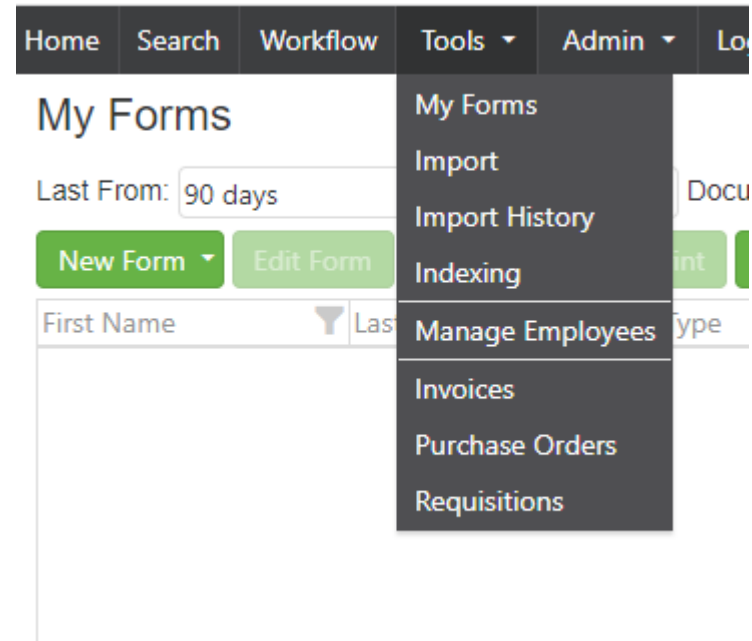 Home Search Workflow Tools Admin
My Forms
Last From: 90 days
New Form Edit Form
First Name
My Forms
Import
Import History
Indexing
Manage Employees
Invoices
Purchase Orders
Requisitions